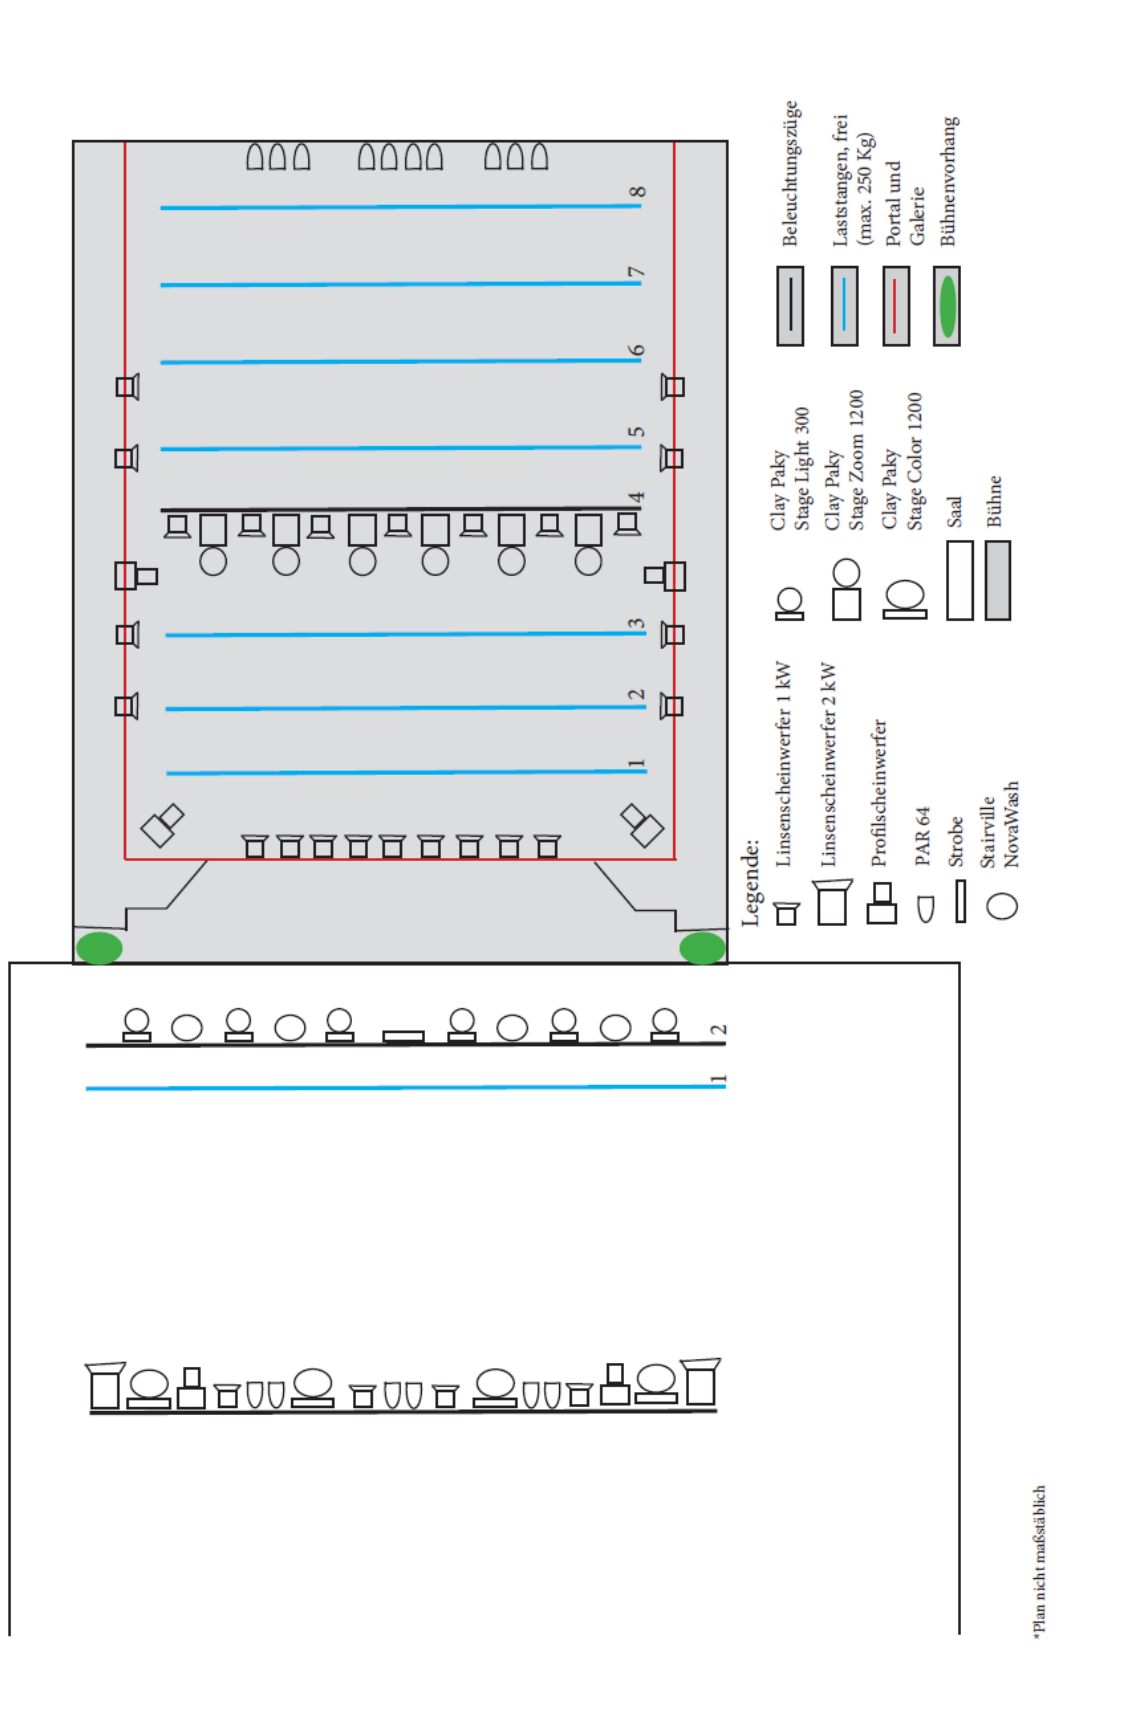 8
7
6
5
4
3
2
1
2
1
Legende:
Linsenscheinwerfer 1 kW
Linsenscheinwerfer 2 kW
Profilscheinwerfer
PAR 64
Strobe
Stairville
NovaWash
Clay Paky
Stage Light 300
Clay Paky
Stage Zoom 1200
Clay Paky
Stage Color 1200
Saal
Bühne
Beleuchtungszüge
Laststangen, frei
(max. 250 Kg)
Portal und
Galerie
Bühnenvorhang
*Plan nicht maßstäblich